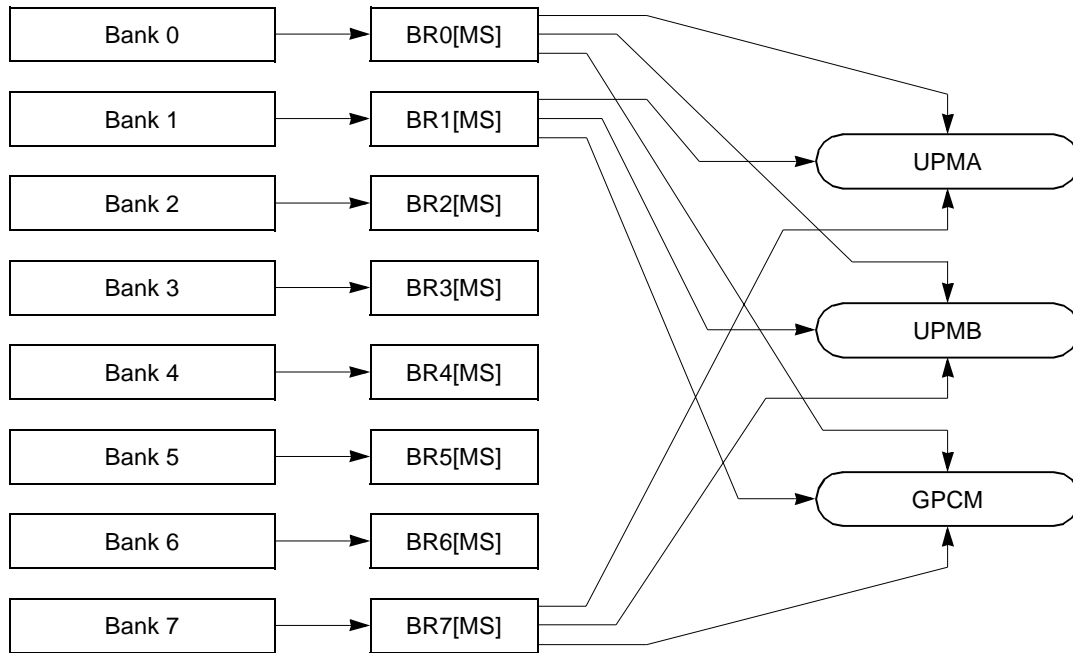 Bank 0
BR0[MS]
Bank 1
BR1[MS]
UPMA
Bank 2
BR2[MS]
Bank 3
BR3[MS]
UPMB
Bank 4
BR4[MS]
Bank 5
BR5[MS]
GPCM
Bank 6
BR6[MS]
Bank 7
BR7[MS]